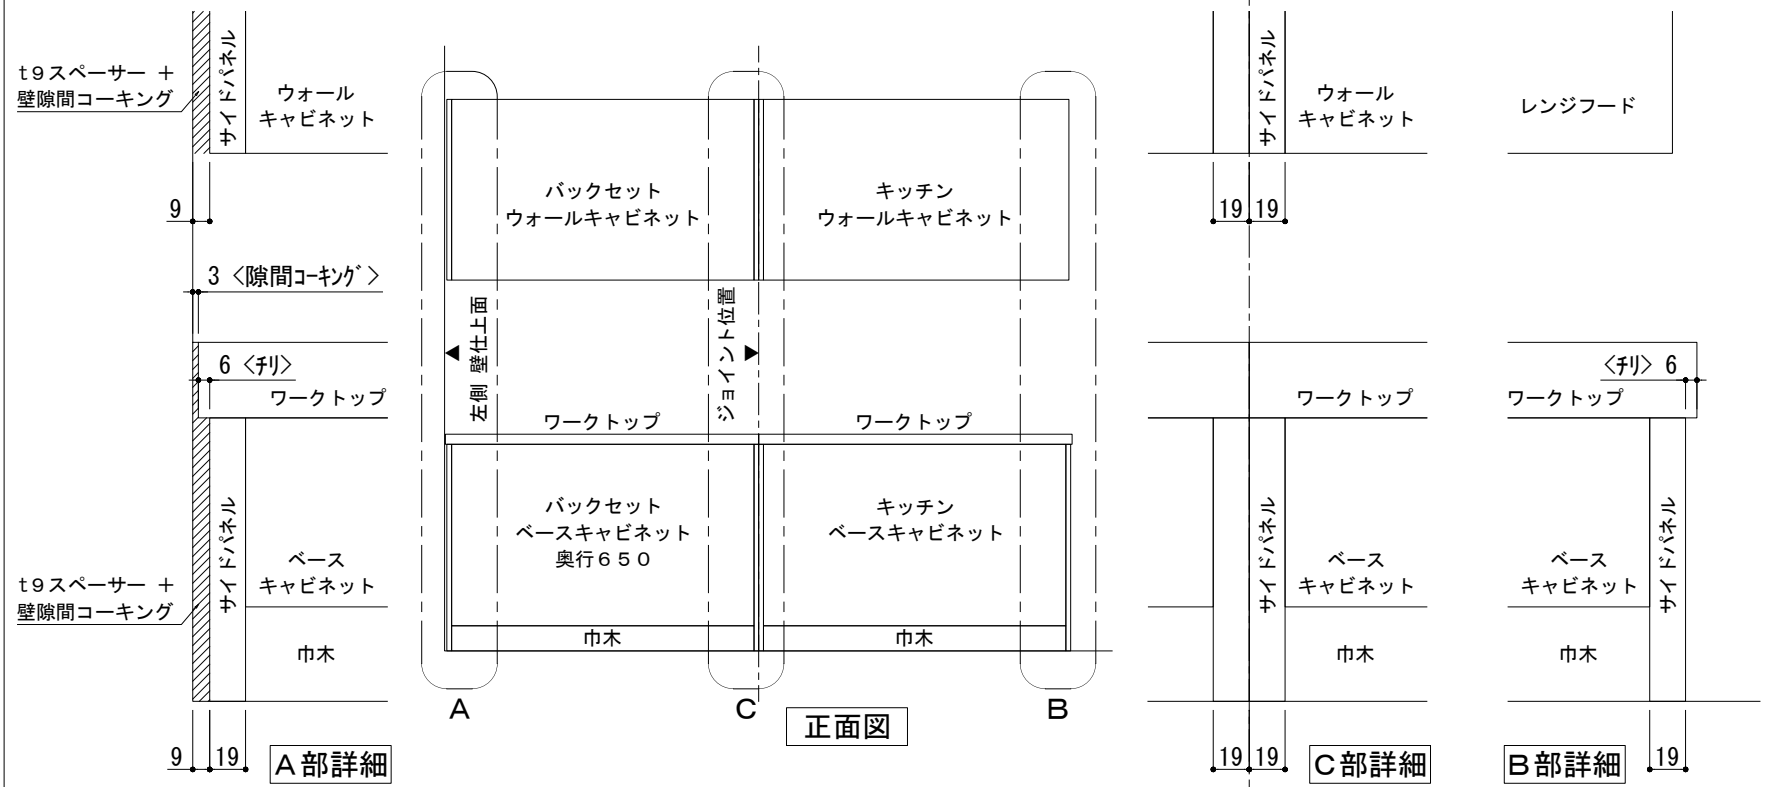 t9スペーサー ＋
壁隙間コーキング
サイドパネル
ウォール
キャビネット
9
3 <隙間ｺｰｷﾝｸﾞ>
6 <ﾁﾘ>
ワークトップ
t9スペーサー ＋
壁隙間コーキング
サイドパネル
ベース
キャビネット
巾木
9
19
A部詳細
バックセット
ウォールキャビネット
キッチン
ウォールキャビネット
左側 壁仕上面
ジョイント位置
ワークトップ
ワークトップ
バックセット
ベースキャビネット
奥行６５０
キッチン
ベースキャビネット
巾木
巾木
A
C
B
正面図
サイドパネル
ウォール
キャビネット
19
19
ワークトップ
サイドパネル
ベース
キャビネット
巾木
19
19
C部詳細
レンジフード
<ﾁﾘ> 6
ワークトップ
ベース
キャビネット
サイドパネル
巾木
19
B部詳細